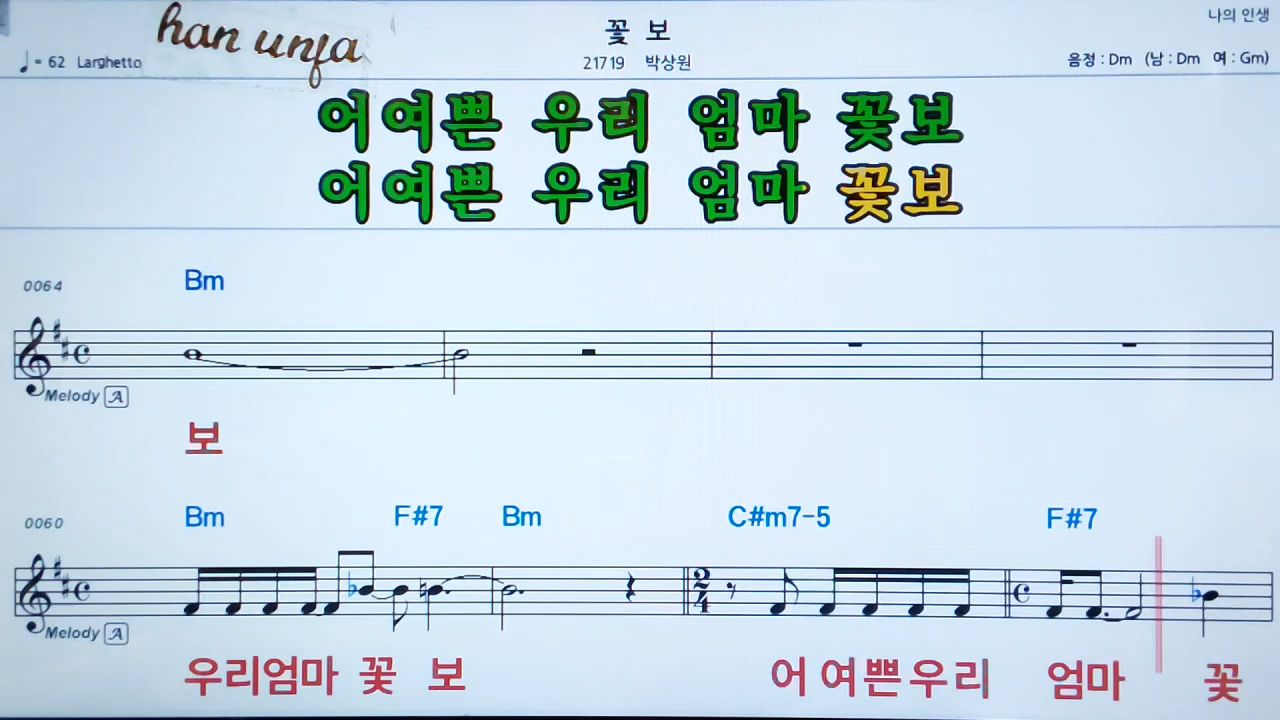 나의 인생
han unja
꽃 보
♩ = 62 Larghetto
21719 박상원
음정 : Dm (남 : Dm 여 : Gm)
어여쁜 우리 엄마 꽃보
어여쁜 우리 엄마 꽃보
0064 Bm
Melody A
보
0060 Bm F#7 Bm C#m7-5 F#7
2/4
Melody A
우리엄마 꽃 보 어 여쁜우리 엄마 꽃